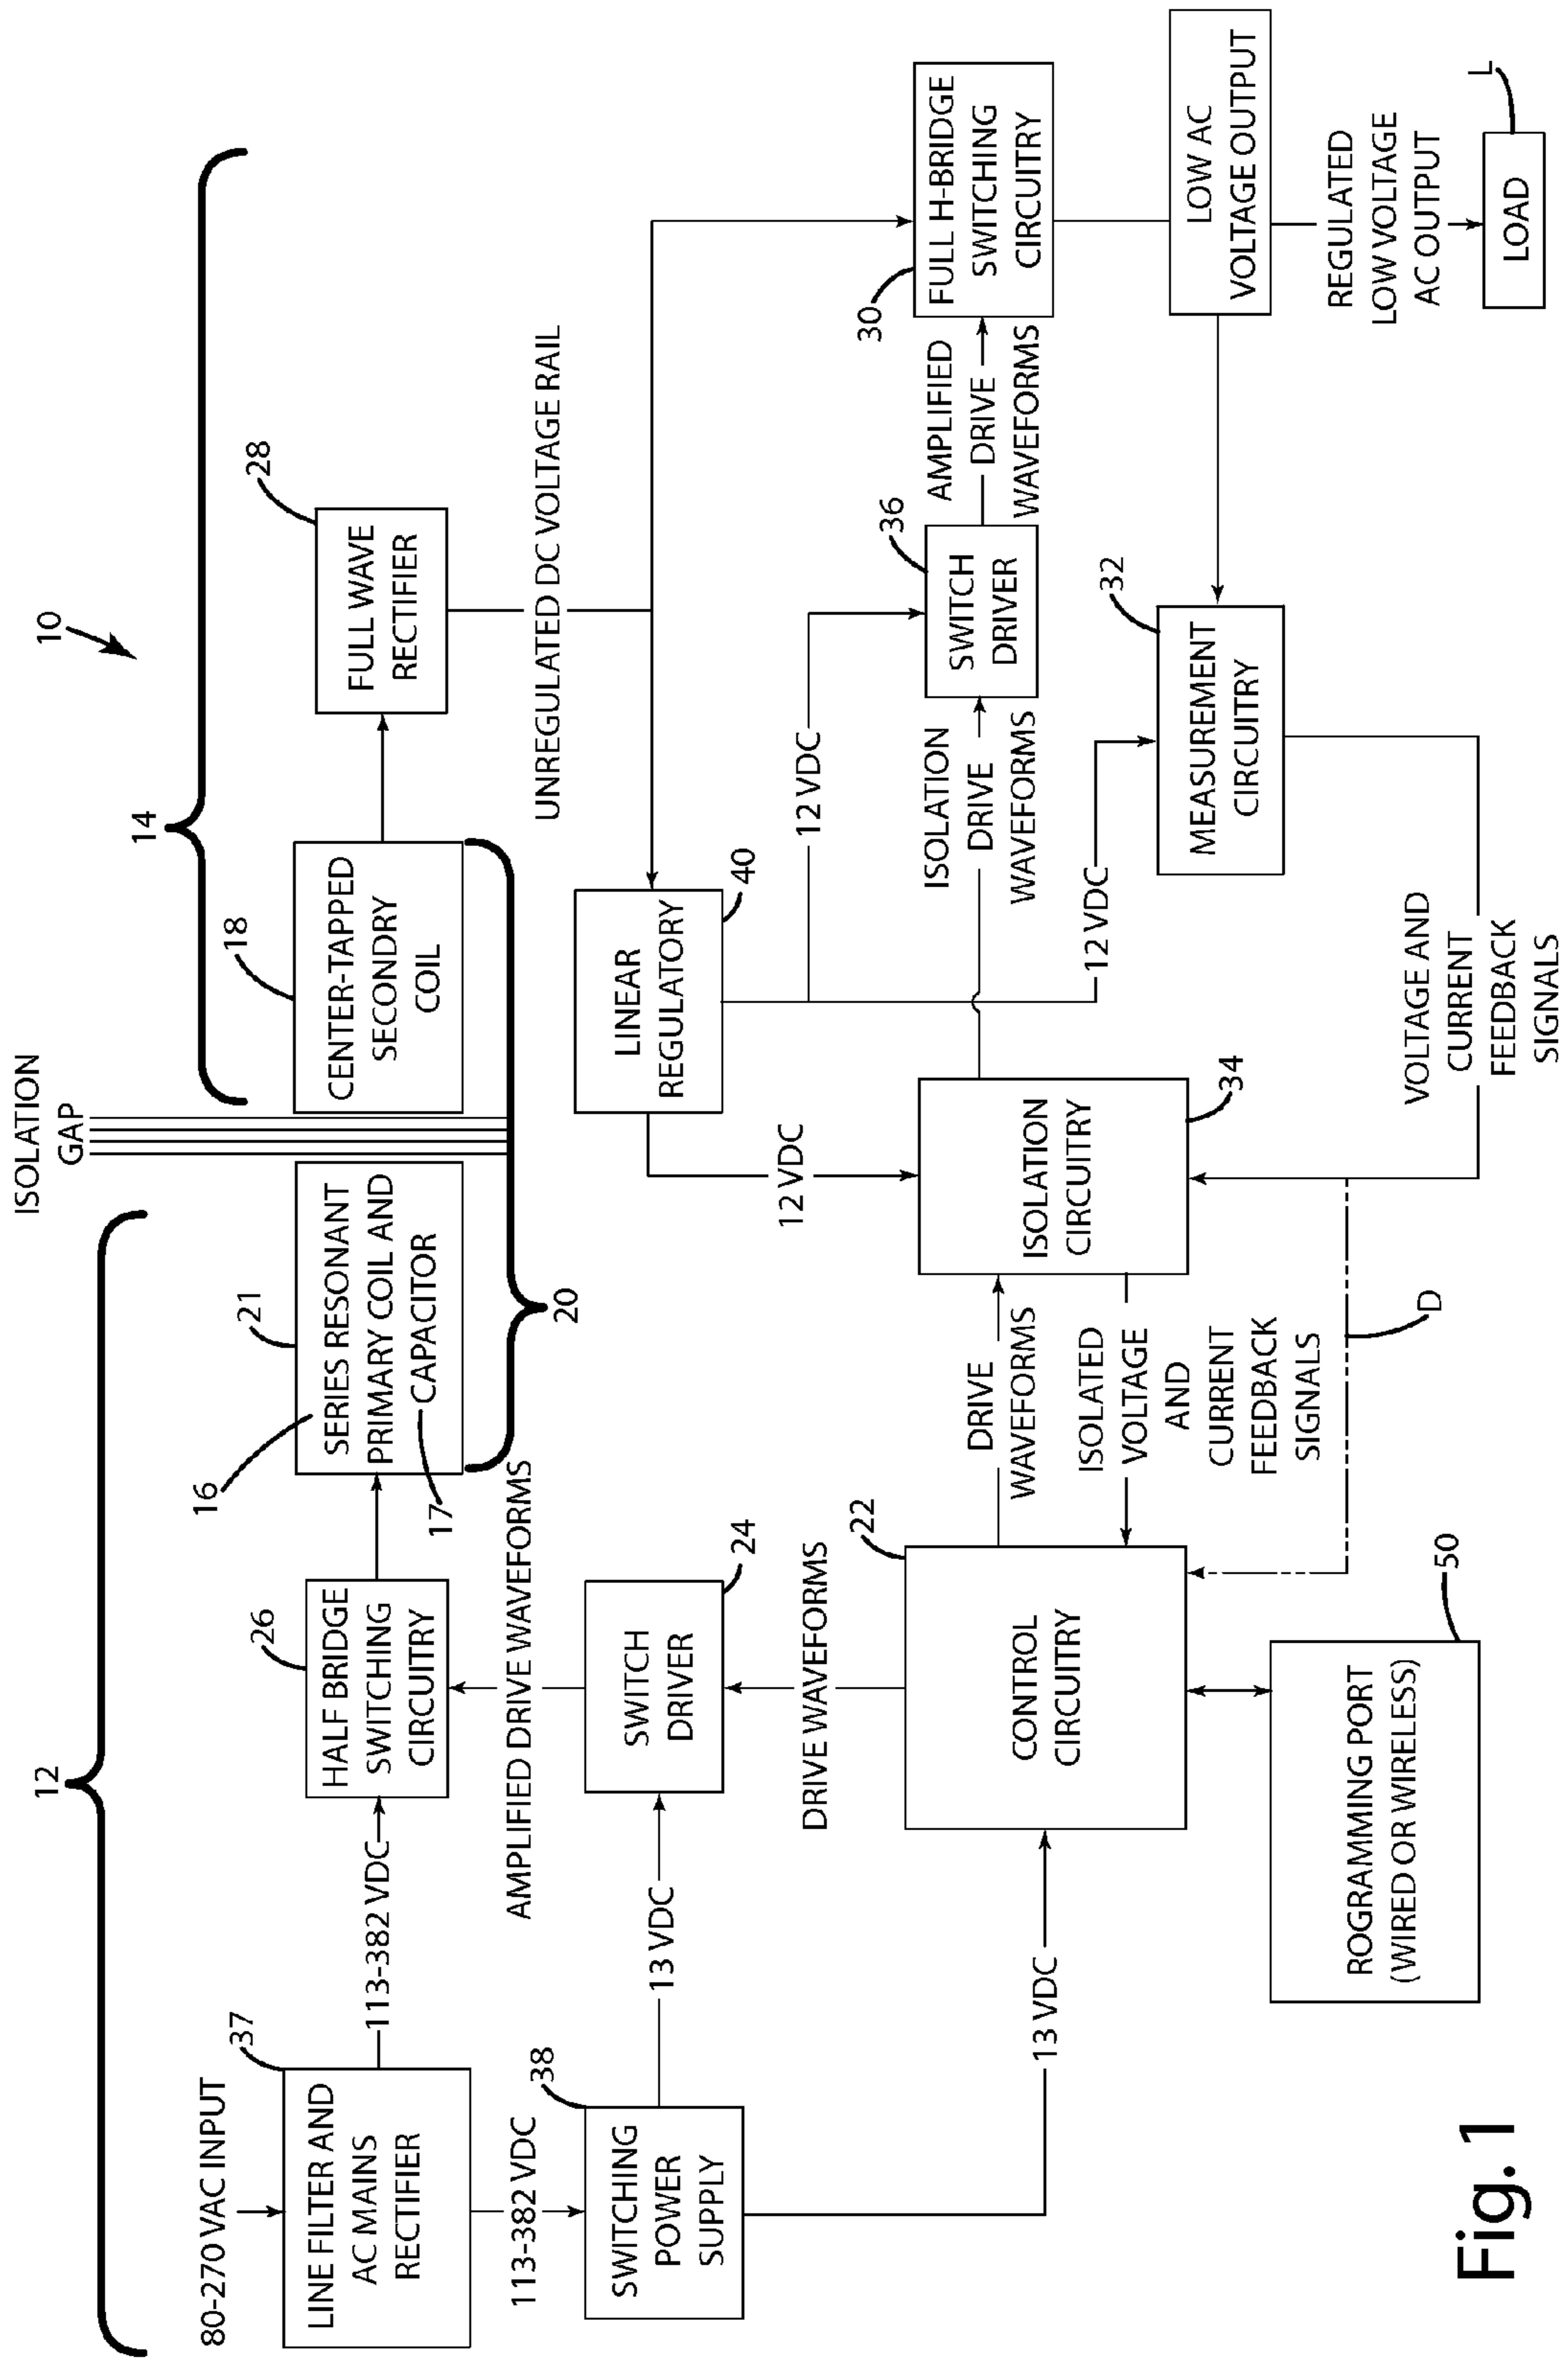 10
12
14
ISOLATION
GAP
80-270 VAC INPUT
37
LINE FILTER AND
AC MAINS
RECTIFIER
113-382 VDC
26
HALF BRIDGE
SWITCHING
CIRCUITRY
16
21
SERIES RESONANT
PRIMARY COIL AND
CAPACITOR
17
18
CENTER-TAPPED
SECONDRY
COIL
28
FULL WAVE
RECTIFIER
20
113-382 VDC
AMPLIFIED DRIVE WAVEFORMS
UNREGULATED DC VOLTAGE RAIL
38
SWITCHING
POWER
SUPPLY
13 VDC
24
SWITCH
DRIVER
LINEAR
REGULATORY
40
DRIVE WAVEFORMS
12 VDC
12 VDC
13 VDC
22
CONTROL
CIRCUITRY
DRIVE
WAVEFORMS
ISOLATED
VOLTAGE
AND
CURRENT
FEEDBACK
SIGNALS
ISOLATION
CIRCUITRY
34
ISOLATION
DRIVE
WAVEFORMS
36
SWITCH
DRIVER
AMPLIFIED
DRIVE
WAVEFORMS
30
FULL H-BRIDGE
SWITCHING
CIRCUITRY
12 VDC
32
MEASUREMENT
CIRCUITRY
LOW AC
VOLTAGE OUTPUT
REGULATED
LOW VOLTAGE
AC OUTPUT
L
LOAD
D
VOLTAGE AND
CURRENT
FEEDBACK
SIGNALS
50
ROGRAMMING PORT
(WIRED OR WIRELESS)
Fig. 1